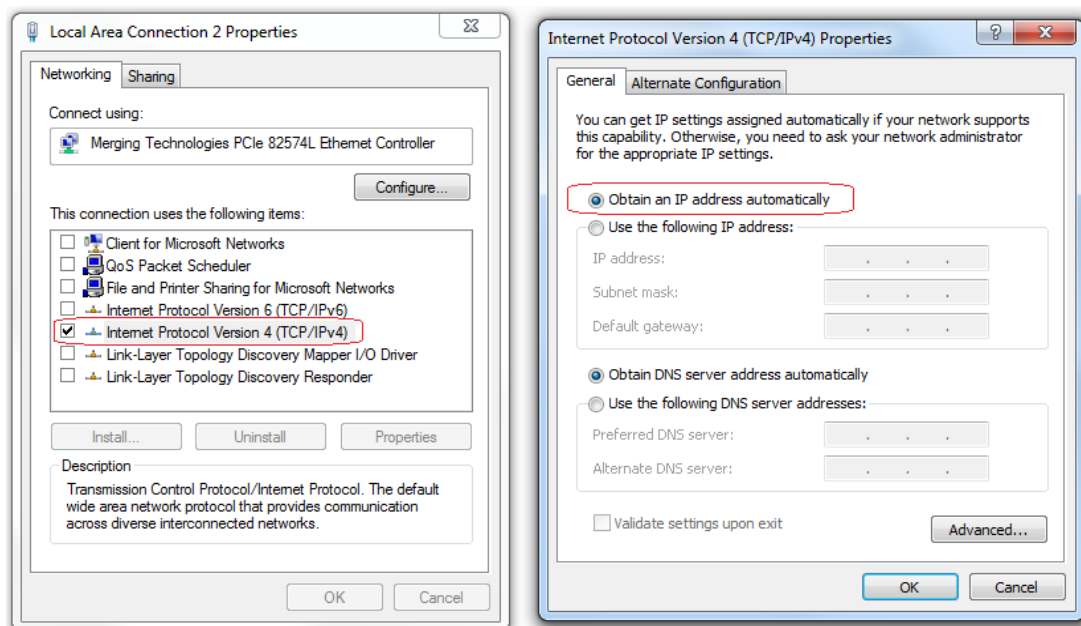 Local Area Connection 2 Properties
Networking
Sharing
Connect using:
Merging Technologies PCIe 82574L Ethernet Controller
Configure...
This connection uses the following items:
Client for Microsoft Networks
QoS Packet Scheduler
File and Printer Sharing for Microsoft Networks
Internet Protocol Version 6 (TCP/IPv6)
Internet Protocol Version 4 (TCP/IPv4)
Link-Layer Topology Discovery Mapper I/O Driver
Link-Layer Topology Discovery Responder
Install...
Uninstall
Properties
Description
Transmission Control Protocol/Internet Protocol. The default
wide area network protocol that provides communication
across diverse interconnected networks.
OK
Cancel
Internet Protocol Version 4 (TCP/IPv4) Properties
General
Alternate Configuration
You can get IP settings assigned automatically if your network supports
this capability. Otherwise, you need to ask your network administrator
for the appropriate IP settings.
Obtain an IP address automatically
Use the following IP address:
IP address:
Subnet mask:
Default gateway:
Obtain DNS server address automatically
Use the following DNS server addresses:
Preferred DNS server:
Alternate DNS server:
Validate settings upon exit
Advanced...
OK
Cancel